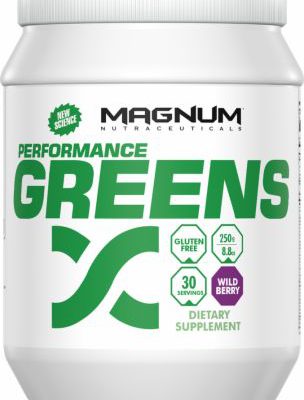 NEW
SCIENCE
MAGNUM
NUTRACEUTICALS
PERFORMANCE
GREENS
GLUTEN
FREE
250g
8.8oz
30
SERVINGS
WILD
BERRY
DIETARY
SUPPLEMENT